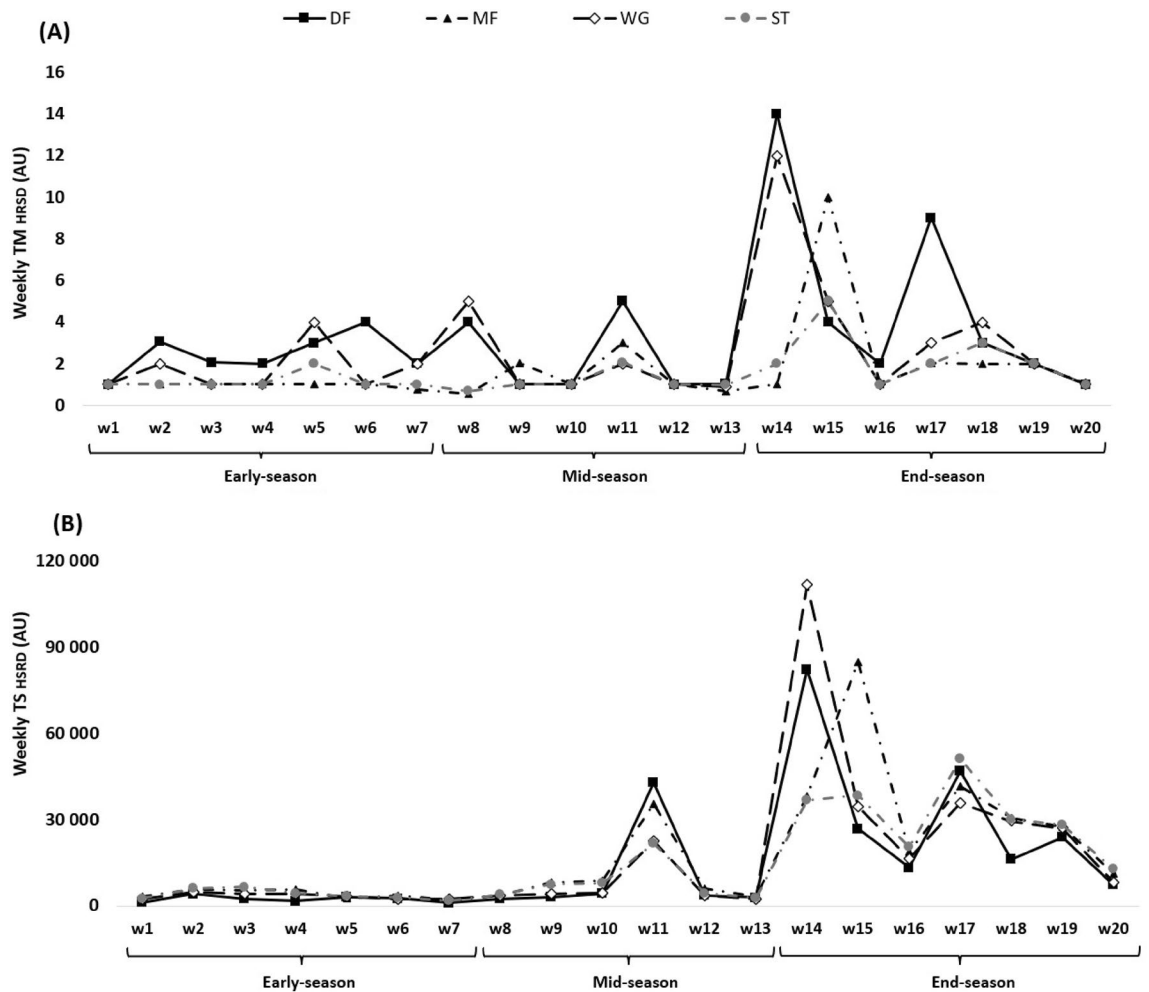 DF MF WG ST
(A)
16
14
12
10
8
6
4
2
0
Weekly TM HRSD (AU)
w1 w2 w3 w4 w5 w6 w7 w8 w9 w10 w11 w12 w13 w14 w15 w16 w17 w18 w19 w20
Early-season Mid-season End-season
(B)
120 000
90 000
60 000
30 000
0
Weekly TS HSRD (AU)
w1 w2 w3 w4 w5 w6 w7 w8 w9 w10 w11 w12 w13 w14 w15 w16 w17 w18 w19 w20
Early-season Mid-season End-season